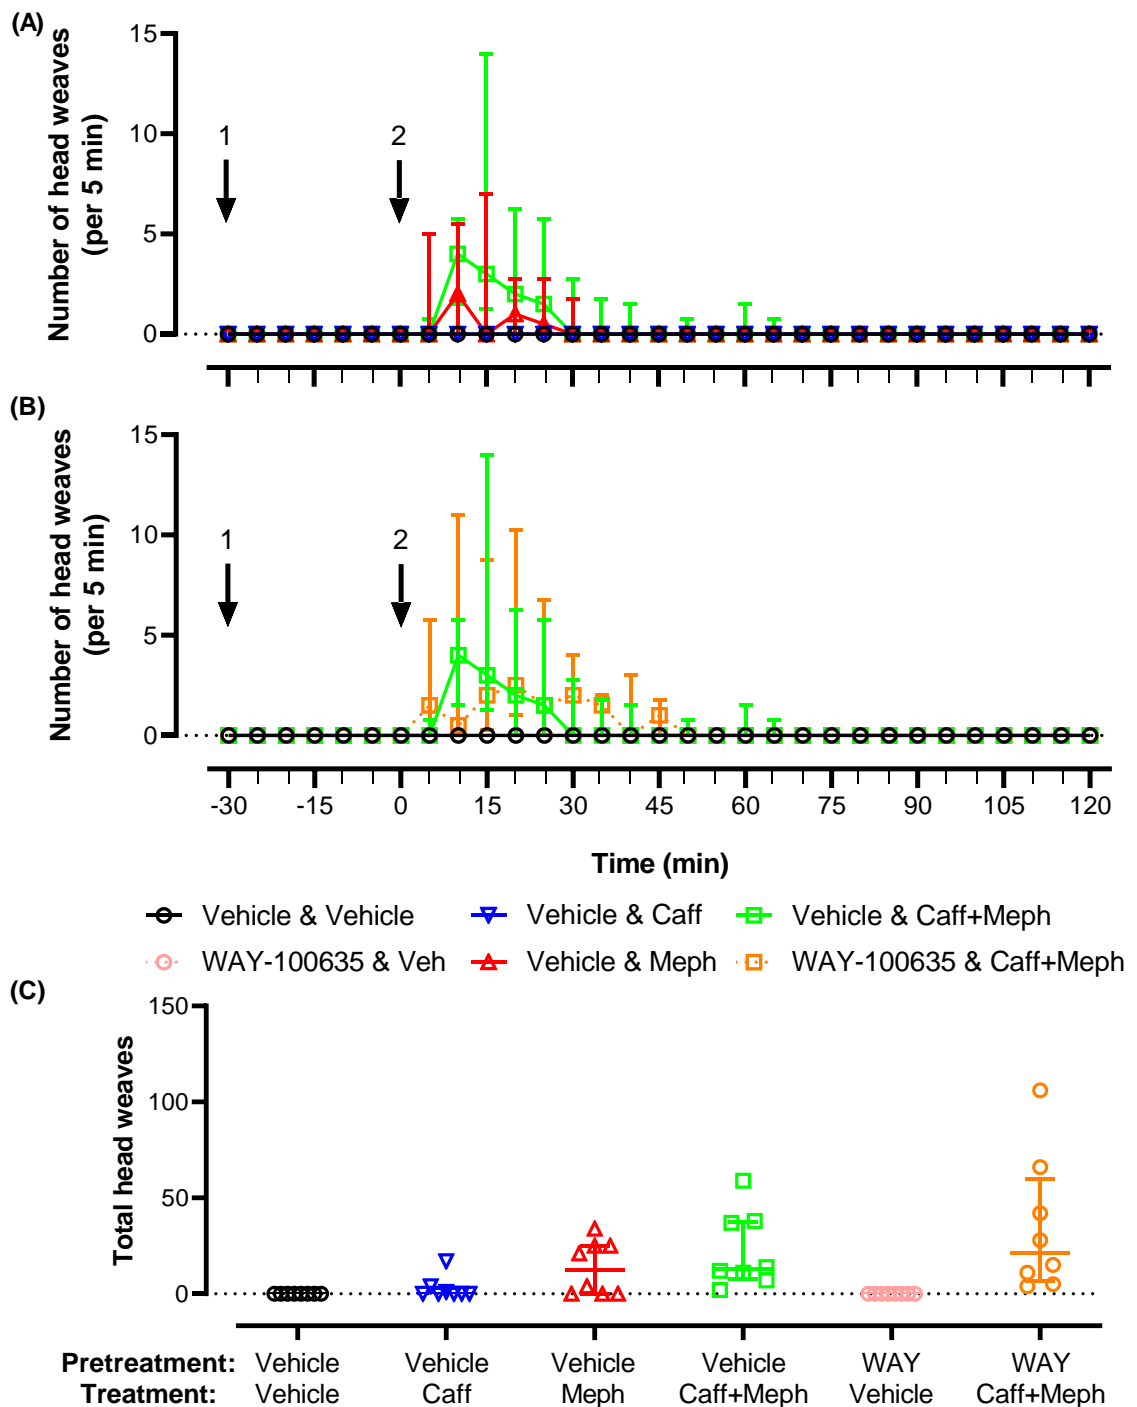 (A)
Number of head weaves
(per 5 min)
15
10
5
0
1
2
(B)
Number of head weaves
(per 5 min)
15
10
5
0
1
2
-30 -15 0 15 30 45 60 75 90 105 120
Time (min)
Vehicle & Vehicle Vehicle & Caff Vehicle & Caff+Meph
WAY-100635 & Veh Vehicle & Meph WAY-100635 & Caff+Meph
(C)
Total head weaves
150
100
50
0
Pretreatment: Vehicle Vehicle Vehicle Vehicle WAY WAY
Treatment: Vehicle Caff Meph Caff+Meph Vehicle Caff+Meph